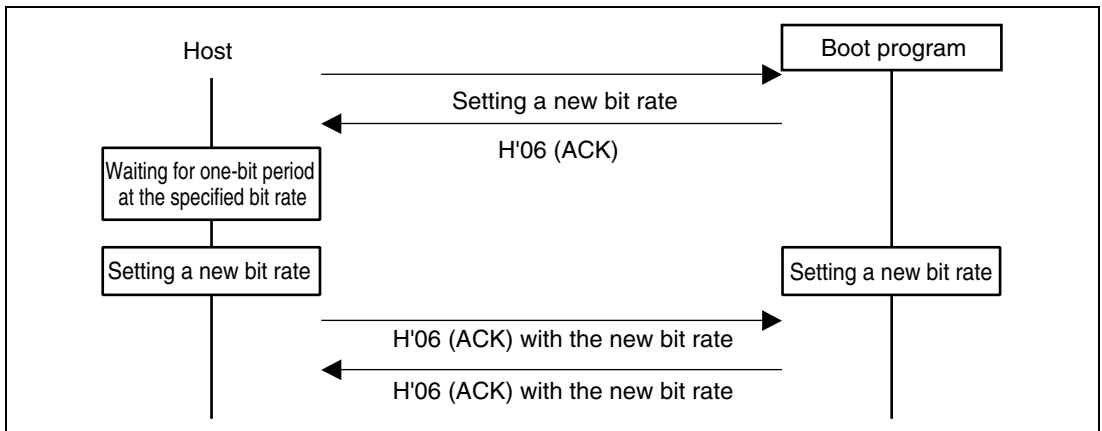 Host
Boot program
Setting a new bit rate
H'06 (ACK)
Waiting for one-bit period
at the specified bit rate
Setting a new bit rate
Setting a new bit rate
H'06 (ACK) with the new bit rate
H'06 (ACK) with the new bit rate